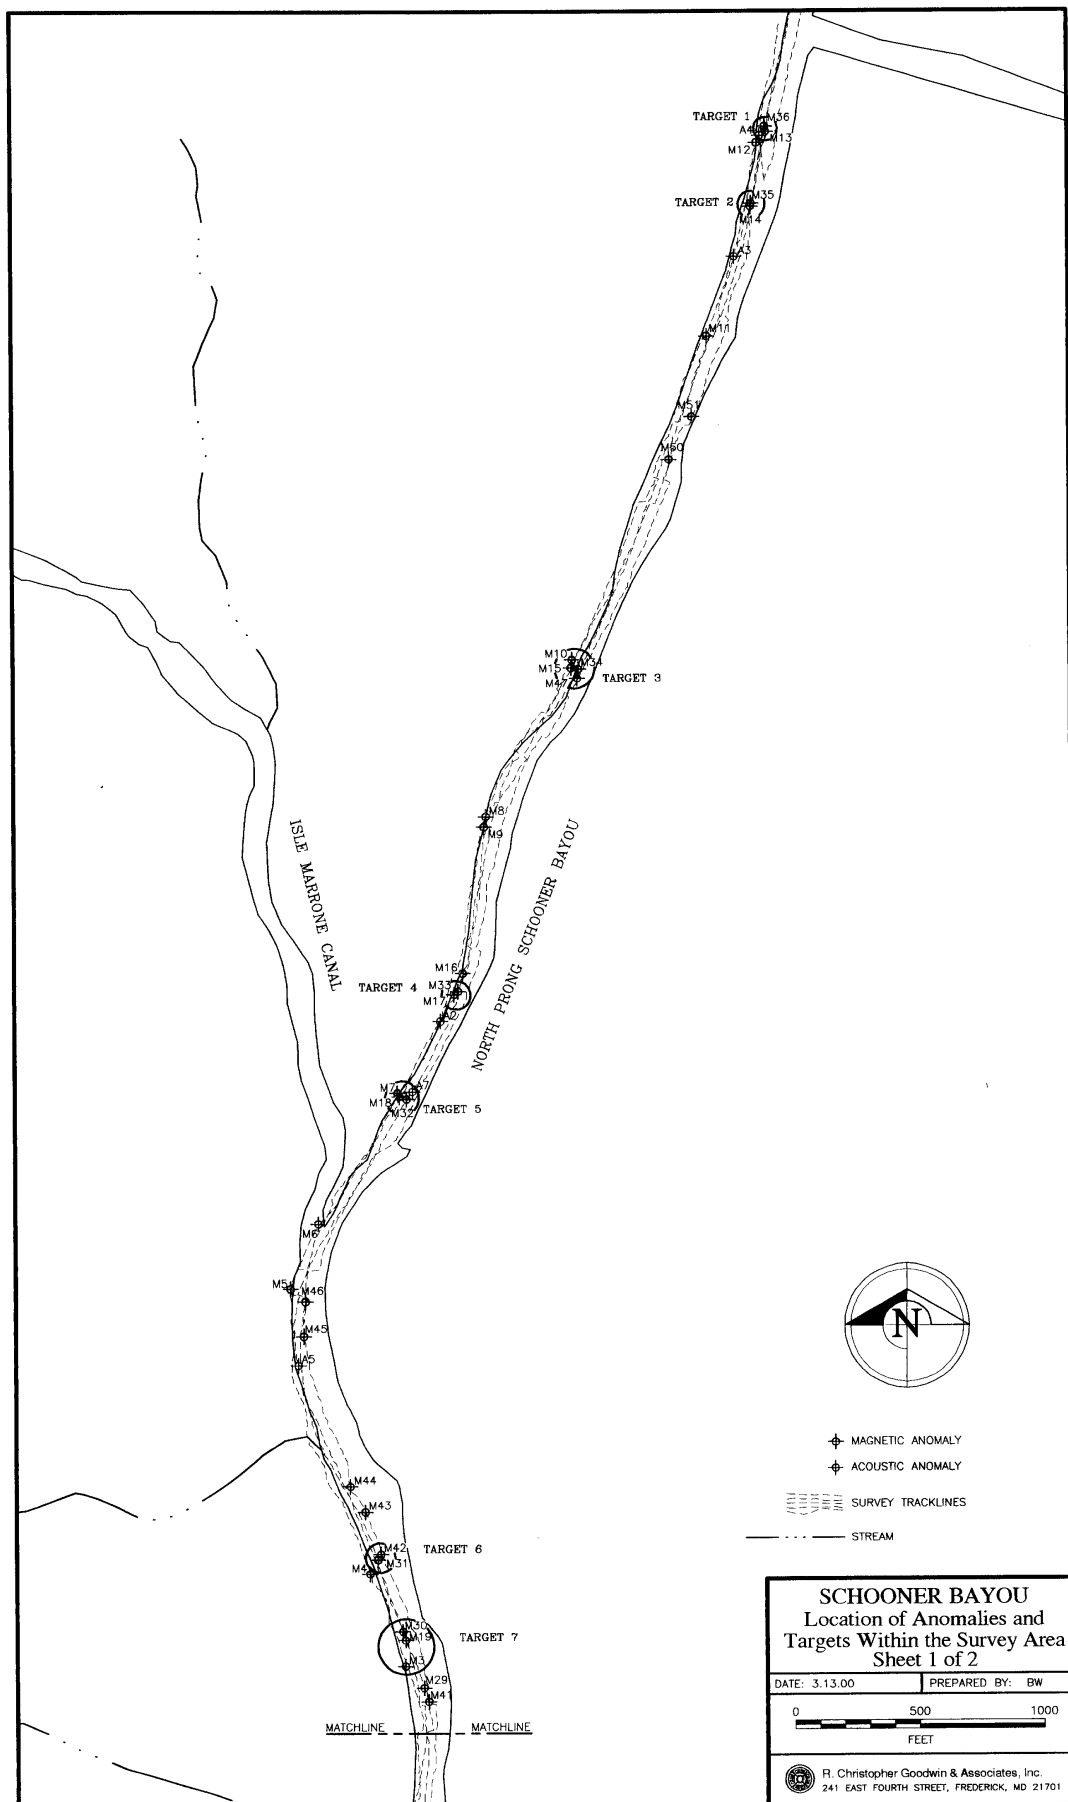 TARGET 1
M36
A4
M13
M12
M35
TARGET 2
M14
A3
M11
M51
M50
M10
M34
M15
TARGET 3
M47
M8
M9
ISLE MARRONE CANAL
NORTH PRONG SCHOONER BAYOU
M16
M33
TARGET 4
M17
A2
M7
A7
M18
TARGET 5
M32
M6
M5
M46
M45
A5
N
MAGNETIC ANOMALY
ACOUSTIC ANOMALY
SURVEY TRACKLINES
STREAM
M44
M43
M42
TARGET 6
M31
M4
M30
TARGET 7
M19
M3
M29
M41
MATCHLINE MATCHLINE
SCHOONER BAYOU
Location of Anomalies and
Targets Within the Survey Area
Sheet 1 of 2
DATE: 3.13.00 PREPARED BY: BW
0 500 1000
FEET
R. Christopher Goodwin & Associates, Inc.
241 EAST FOURTH STREET, FREDERICK, MD 21701